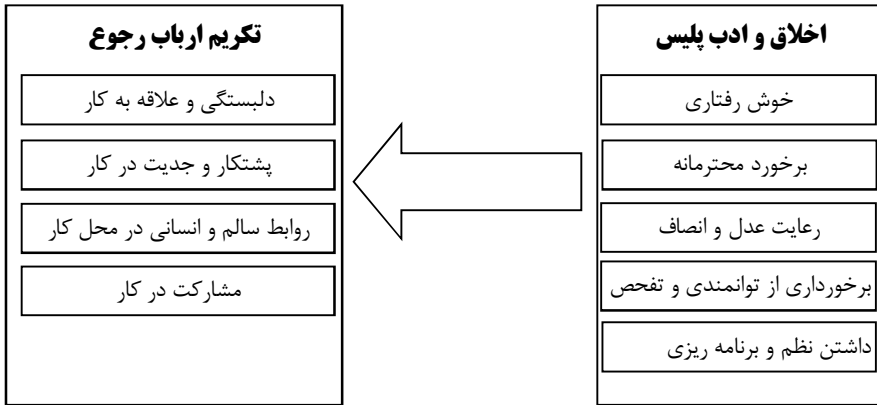 اخلاق و ادب پلیس
خوش رفتاری
برخورد محترمانه
رعایت عدل و انصاف
برخورداری از توانمندی و تفحص
داشتن نظم و برنامه ریزی
تکریم ارباب رجوع
دلبستگی و علاقه به کار
پشتکار و جدیت در کار
روابط سالم و انسانی در محل کار
مشارکت در کار